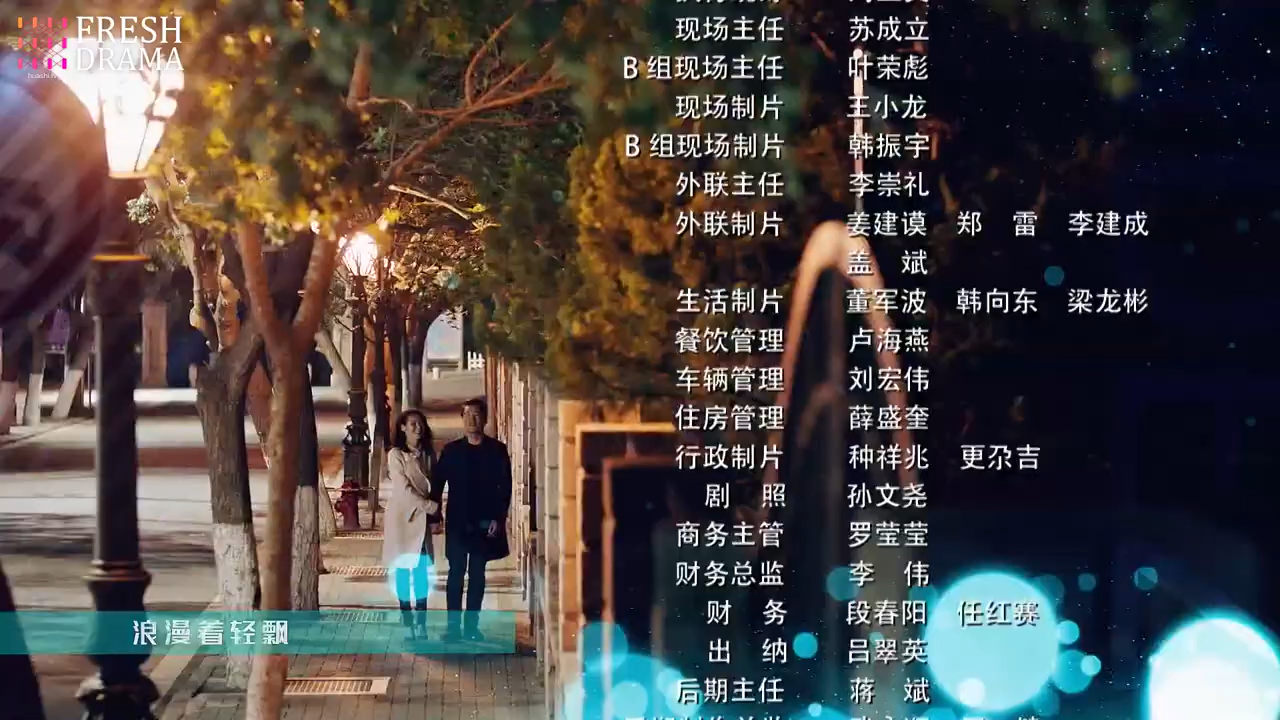 FRESH
DRAMA
huashi.tv
现场主任 苏成立
B 组现场主任 叶荣彪
现场制片 王小龙
B 组现场制片 韩振宇
外联主任 李崇礼
外联制片 姜建谟 郑 雷 李建成
盖 斌
生活制片 董军波 韩向东 梁龙彬
餐饮管理 卢海燕
车辆管理 刘宏伟
住房管理 薛盛奎
行政制片 种祥兆 更尕吉
剧 照 孙文尧
商务主管 罗莹莹
财务总监 李 伟
财 务 段春阳 任红赛
出 纳 吕翠英
后期主任 蒋 斌
浪漫着轻飘